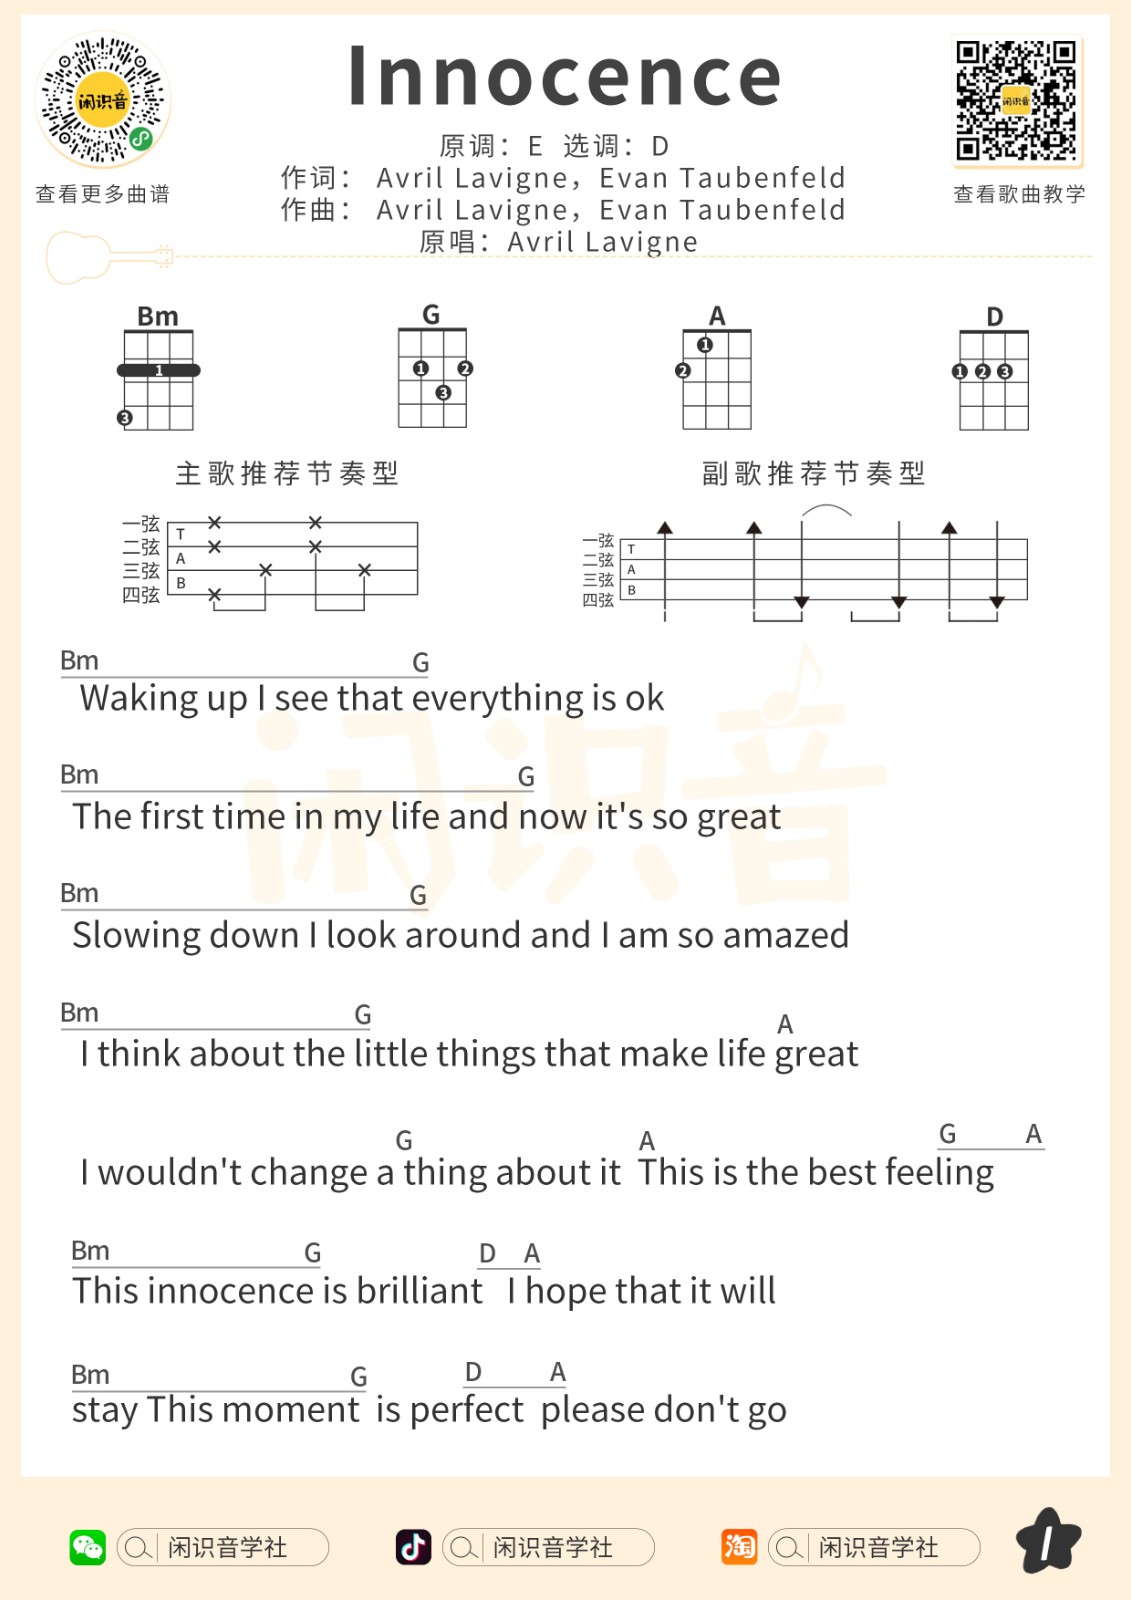 闲识音
查看更多曲谱
Innocence
原调：E 选调：D
作词： Avril Lavigne，Evan Taubenfeld
作曲： Avril Lavigne，Evan Taubenfeld
原唱：Avril Lavigne
闲识音
查看歌曲教学
Bm G A D
1 1 2 3 1 2 1 2 3
3
主歌推荐节奏型 副歌推荐节奏型
一弦
二弦
三弦
四弦
T
A
B
一弦
二弦
三弦
四弦
T
A
B
Bm G
Waking up I see that everything is ok
Bm G
The first time in my life and now it's so great
Bm G
Slowing down I look around and I am so amazed
Bm G A
I think about the little things that make life great
G A G A
I wouldn't change a thing about it This is the best feeling
Bm G D A
This innocence is brilliant I hope that it will
Bm G D A
stay This moment is perfect please don't go
闲识音
闲识音学社 闲识音学社 淘 闲识音学社 1